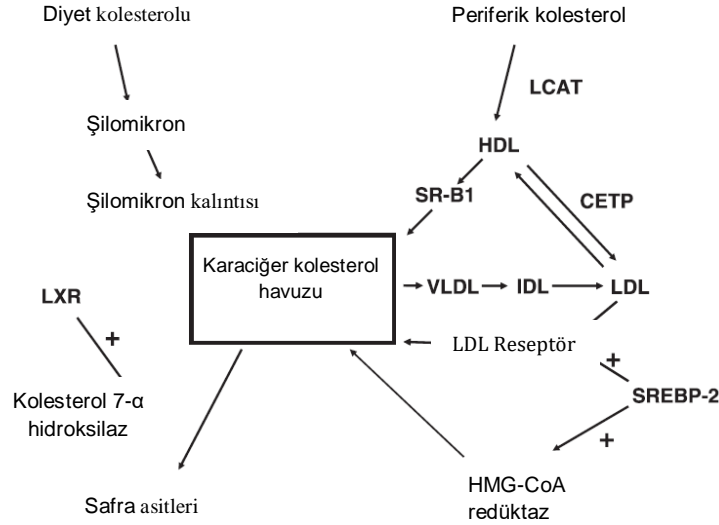 Diyet kolesterolu
Periferik kolesterol
LCAT
Şilomikron
HDL
Şilomikron kalıntısı
SR-B1
CETP
Karaciğer kolesterol
havuzu
VLDL
IDL
LDL
LXR
+
LDL Reseptör
+
Kolesterol 7-α
hidroksilaz
SREBP-2
+
HMG-CoA
redüktaz
Safra asitleri